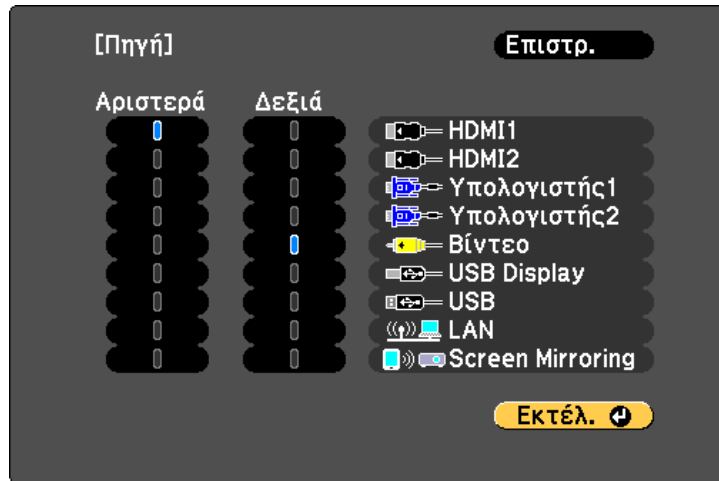 [Πηγή] Επιστρ.
Αριστερά Δεξιά
HDMI1
HDMI2
Υπολογιστής1
Υπολογιστής2
Βίντεο
USB Display
USB
LAN
Screen Mirroring
Εκτέλ.